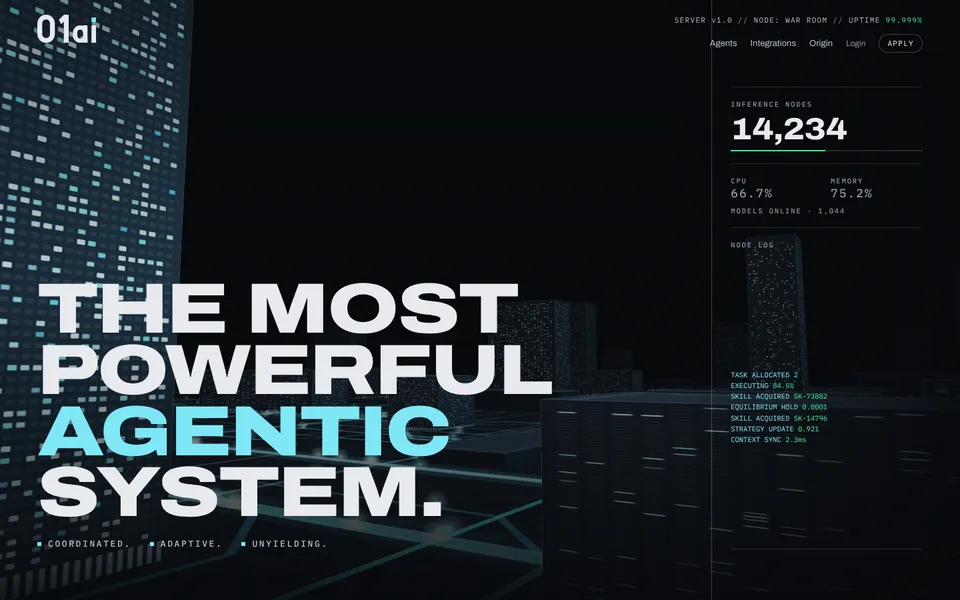 01ai
SERVER v1.0 // NODE: WAR ROOM // UPTIME 99.999%
Agents Integrations Origin Login APPLY
INFERENCE NODES
14,234
CPU MEMORY
66.7% 75.2%
MODELS ONLINE · 1,044
NODE LOG
TASK ALLOCATED 2
EXECUTING 84.5%
SKILL ACQUIRED SK-73882
EQUILIBRIUM HOLD 0.0001
SKILL ACQUIRED SK-14796
STRATEGY UPDATE 0.921
CONTEXT SYNC 2.3ms
THE MOST
POWERFUL
AGENTIC
SYSTEM.
COORDINATED. ADAPTIVE. UNYIELDING.